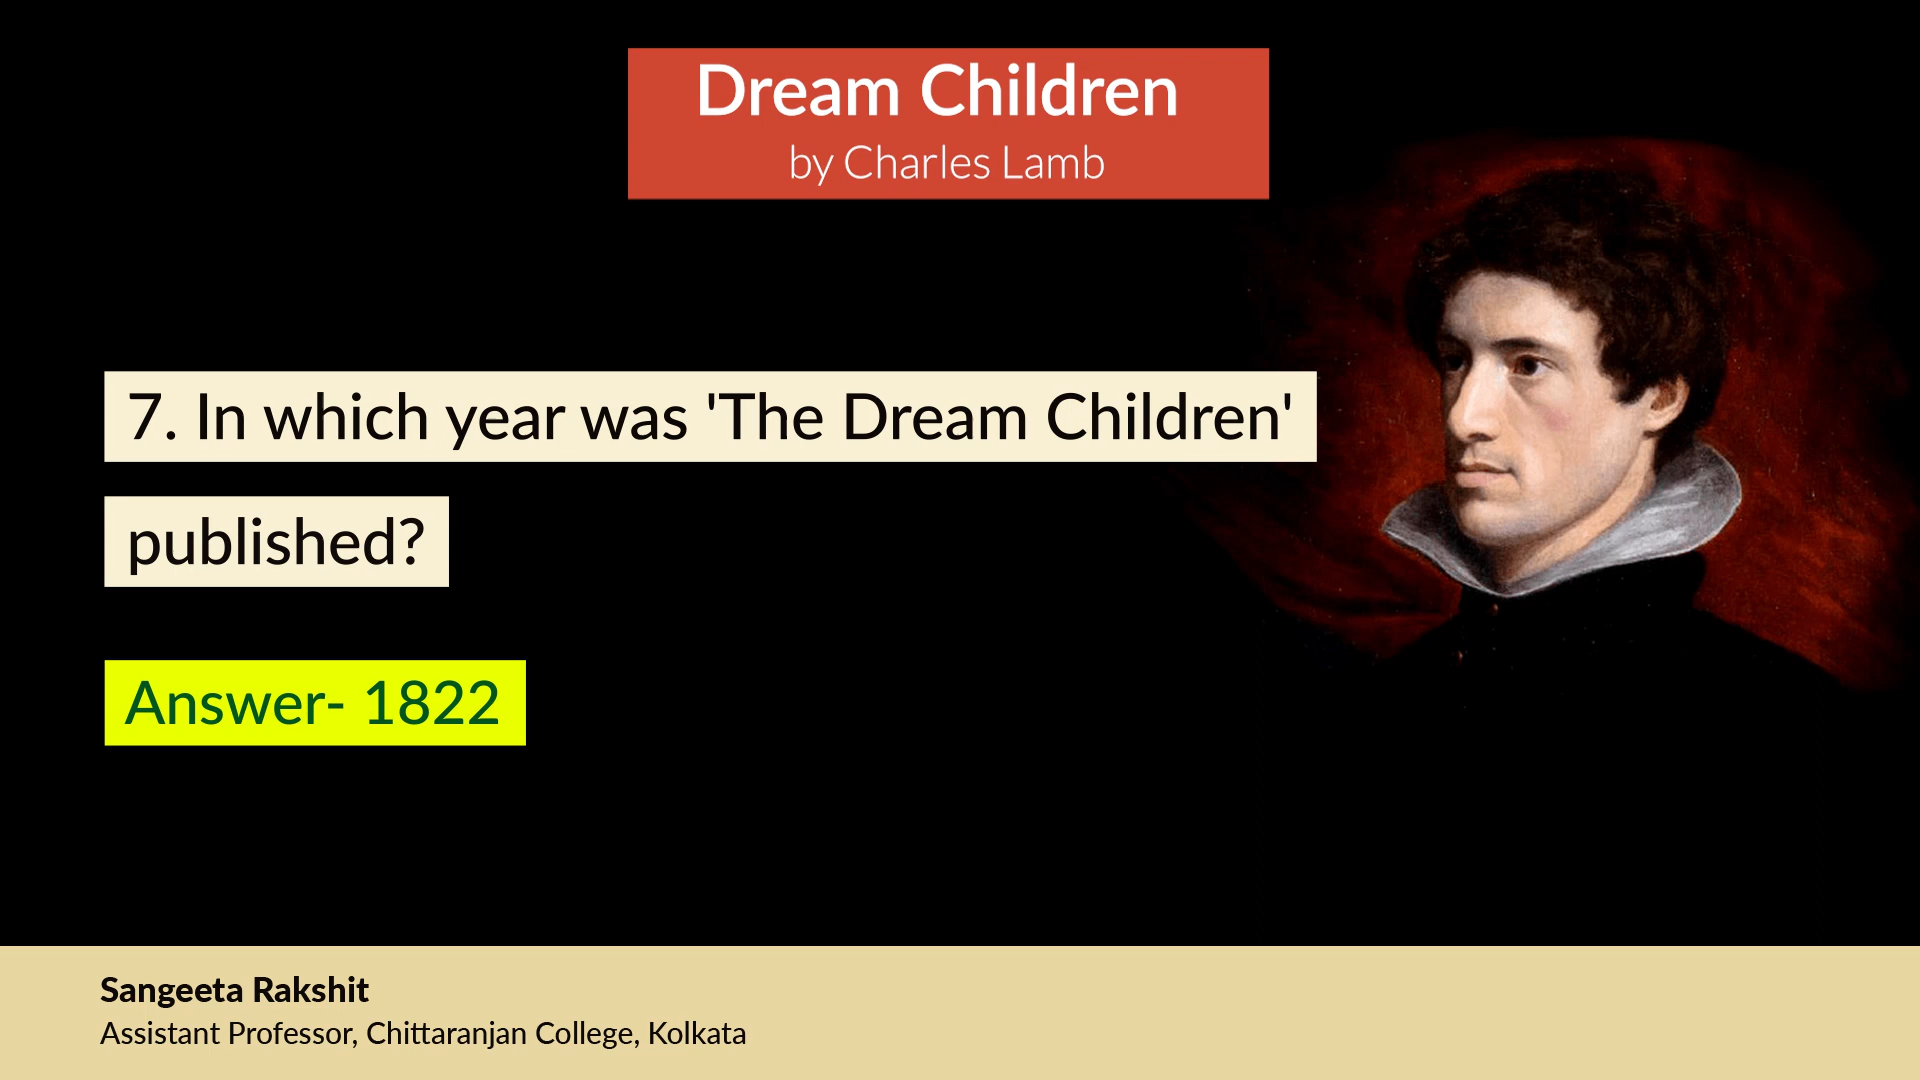 Dream Children
by Charles Lamb
7. In which year was 'The Dream Children'
published?
Answer- 1822
Sangeeta Rakshit
Assistant Professor, Chittaranjan College, Kolkata